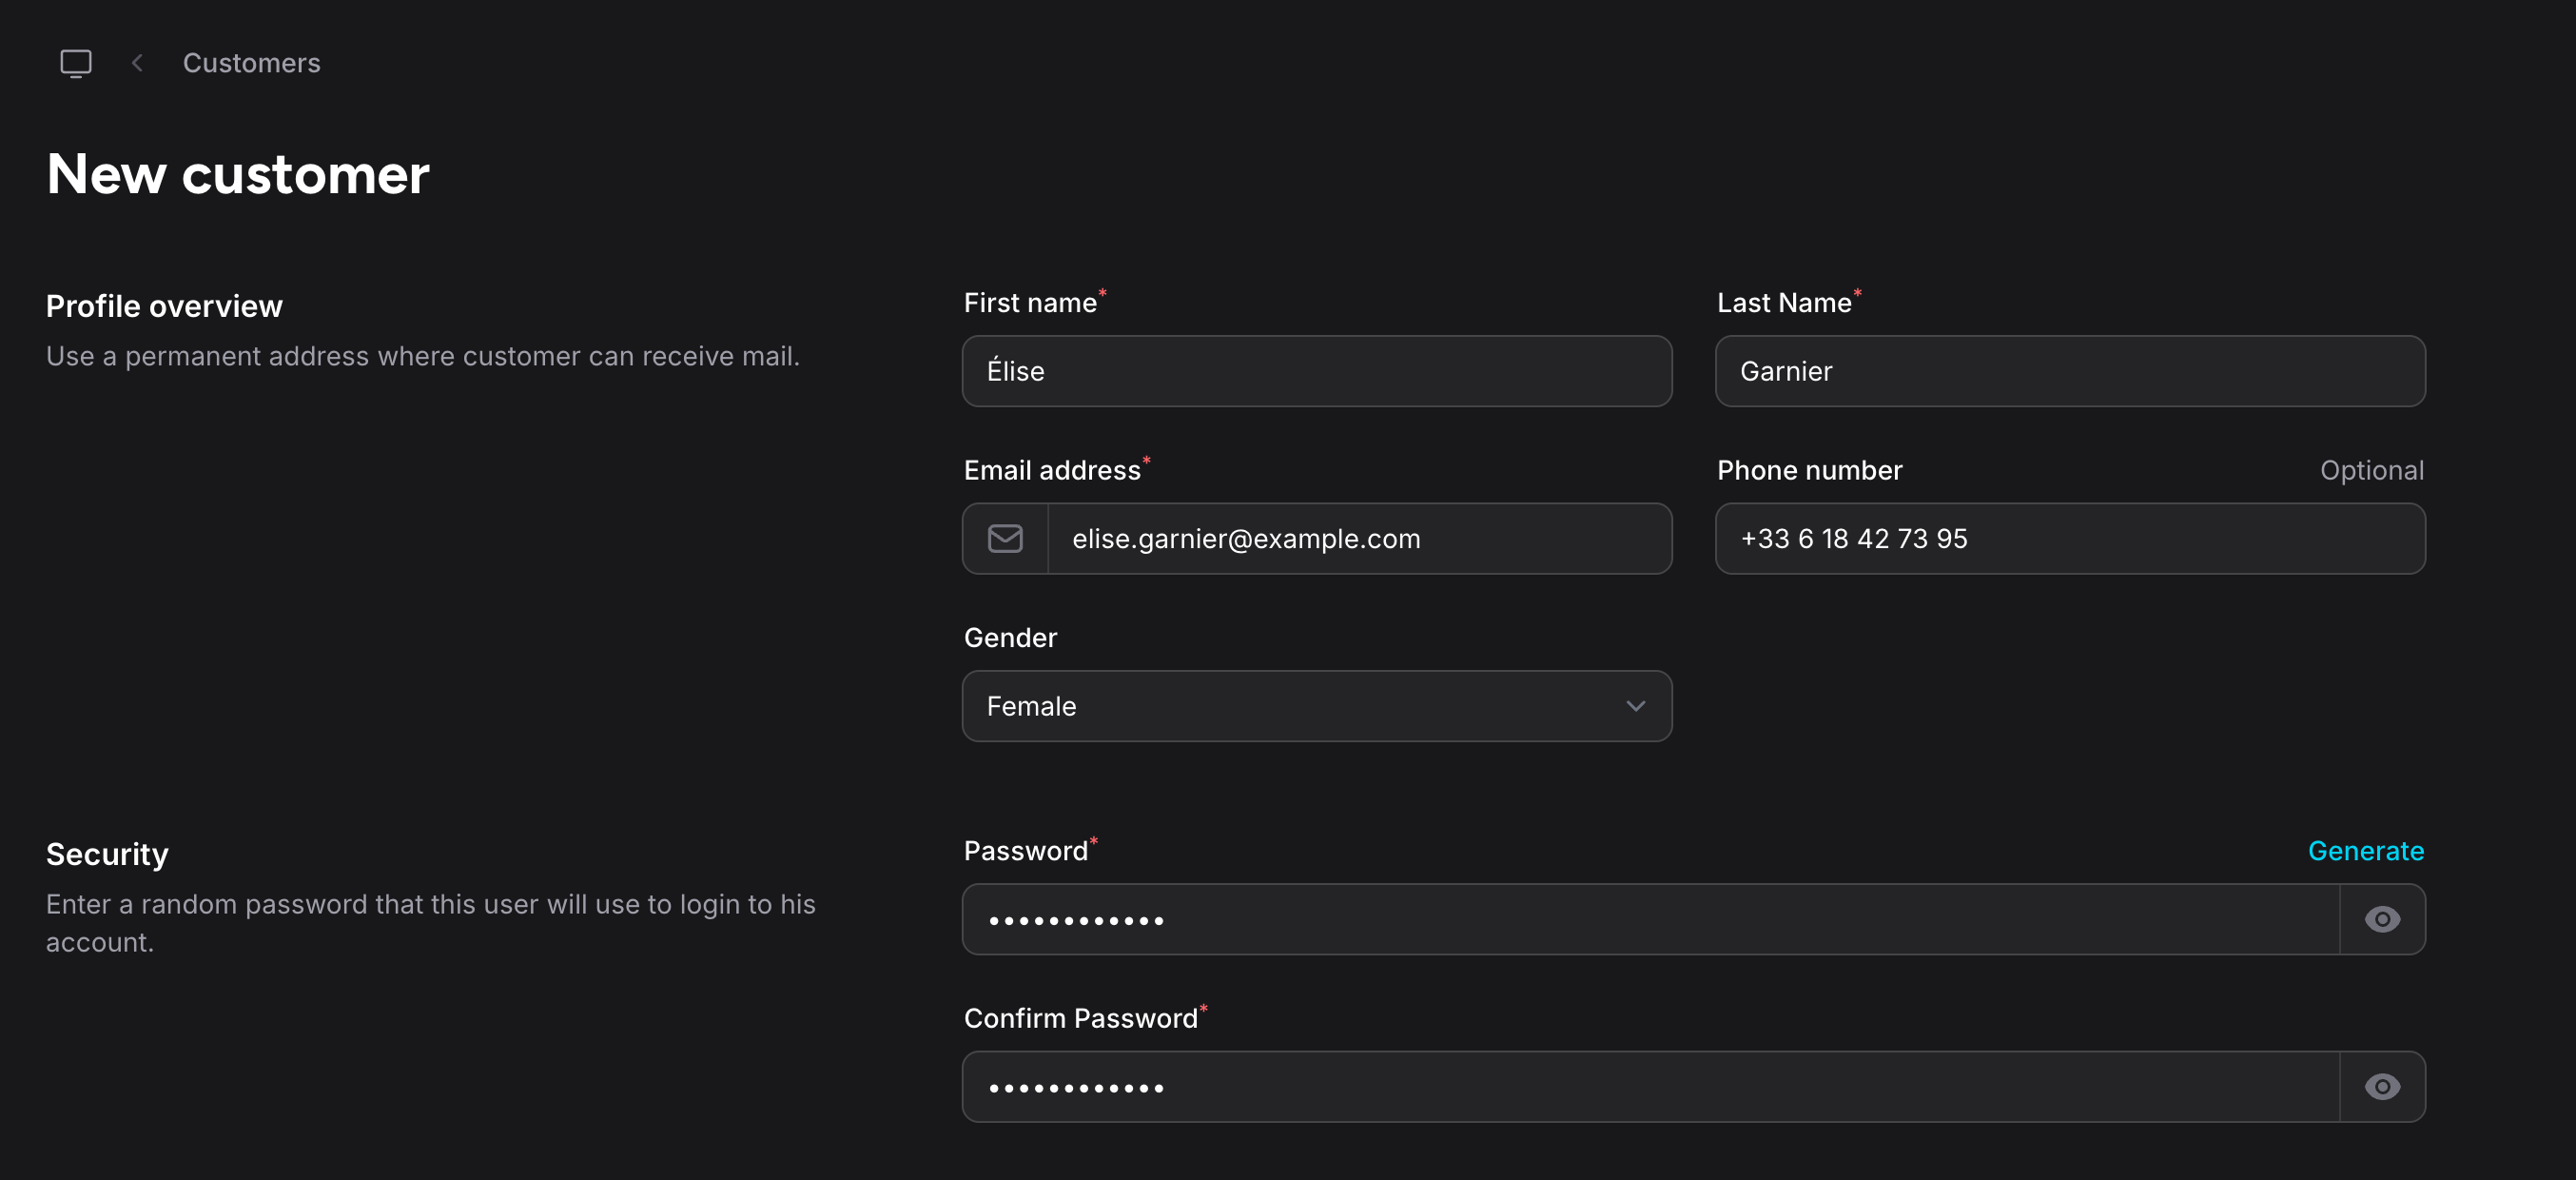 Customers
New customer
Profile overview
Use a permanent address where customer can receive mail.
First name*
Last Name*
Élise
Garnier
Email address*
Phone number
Optional
elise.garnier@example.com
+33 6 18 42 73 95
Gender
Female
Security
Enter a random password that this user will use to login to his
account.
Password*
Generate
••••••••••••
Confirm Password*
••••••••••••